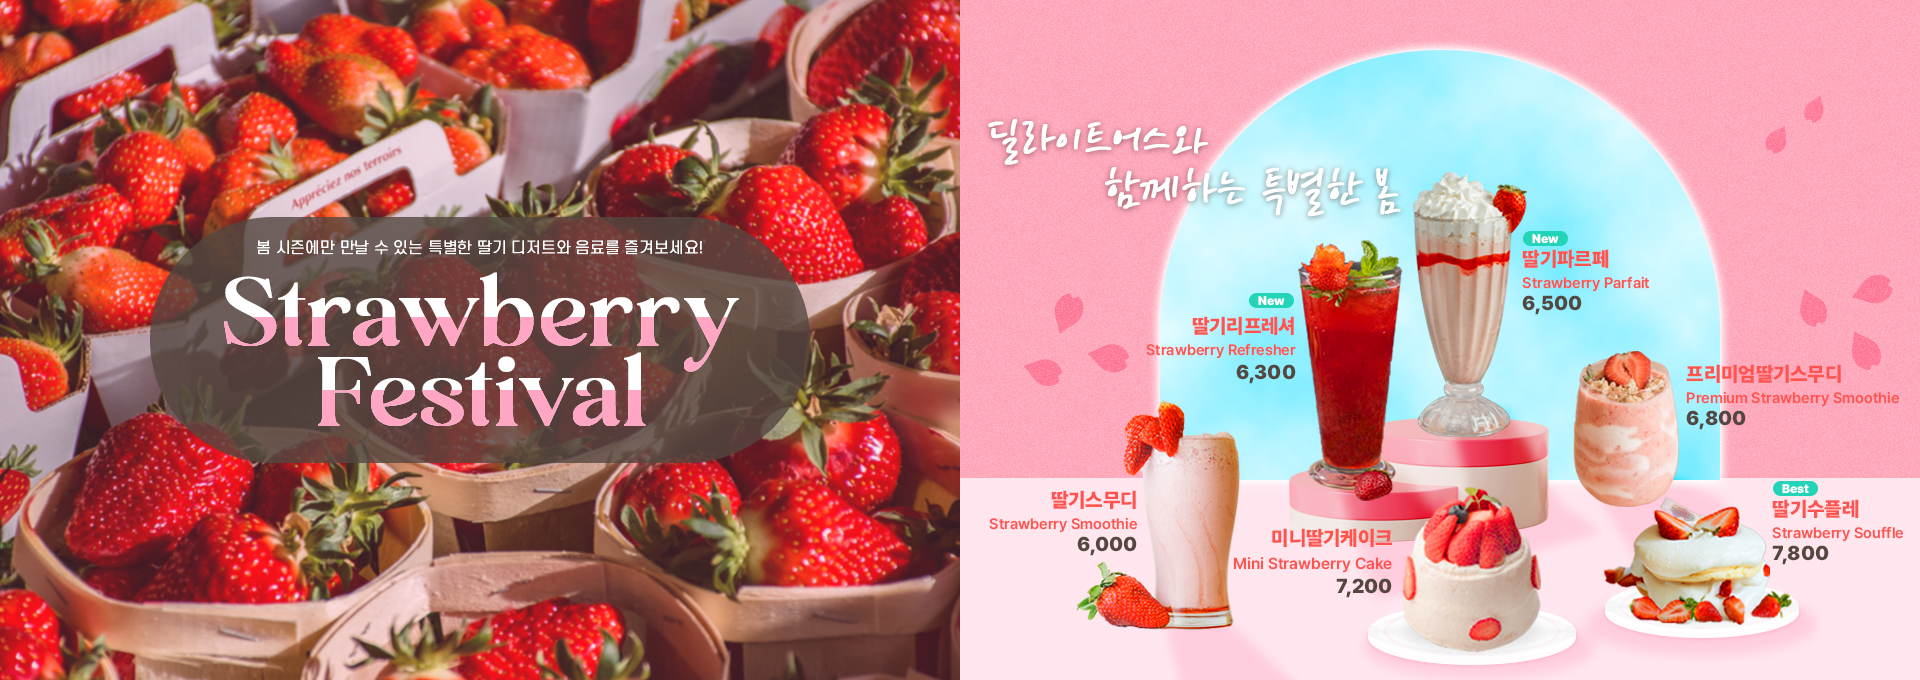 Appréciez nos terroirs
봄 시즌에만 만날 수 있는 특별한 딸기 디저트와 음료를 즐겨보세요!
Strawberry
Festival
딜라이트어스와
함께하는 특별한 봄
New
딸기파르페
Strawberry Parfait
6,500
New
딸기리프레셔
Strawberry Refresher
6,300
프리미엄딸기스무디
Premium Strawberry Smoothie
6,800
딸기스무디
Strawberry Smoothie
6,000
미니딸기케이크
Mini Strawberry Cake
7,200
Best
딸기수플레
Strawberry Souffle
7,800